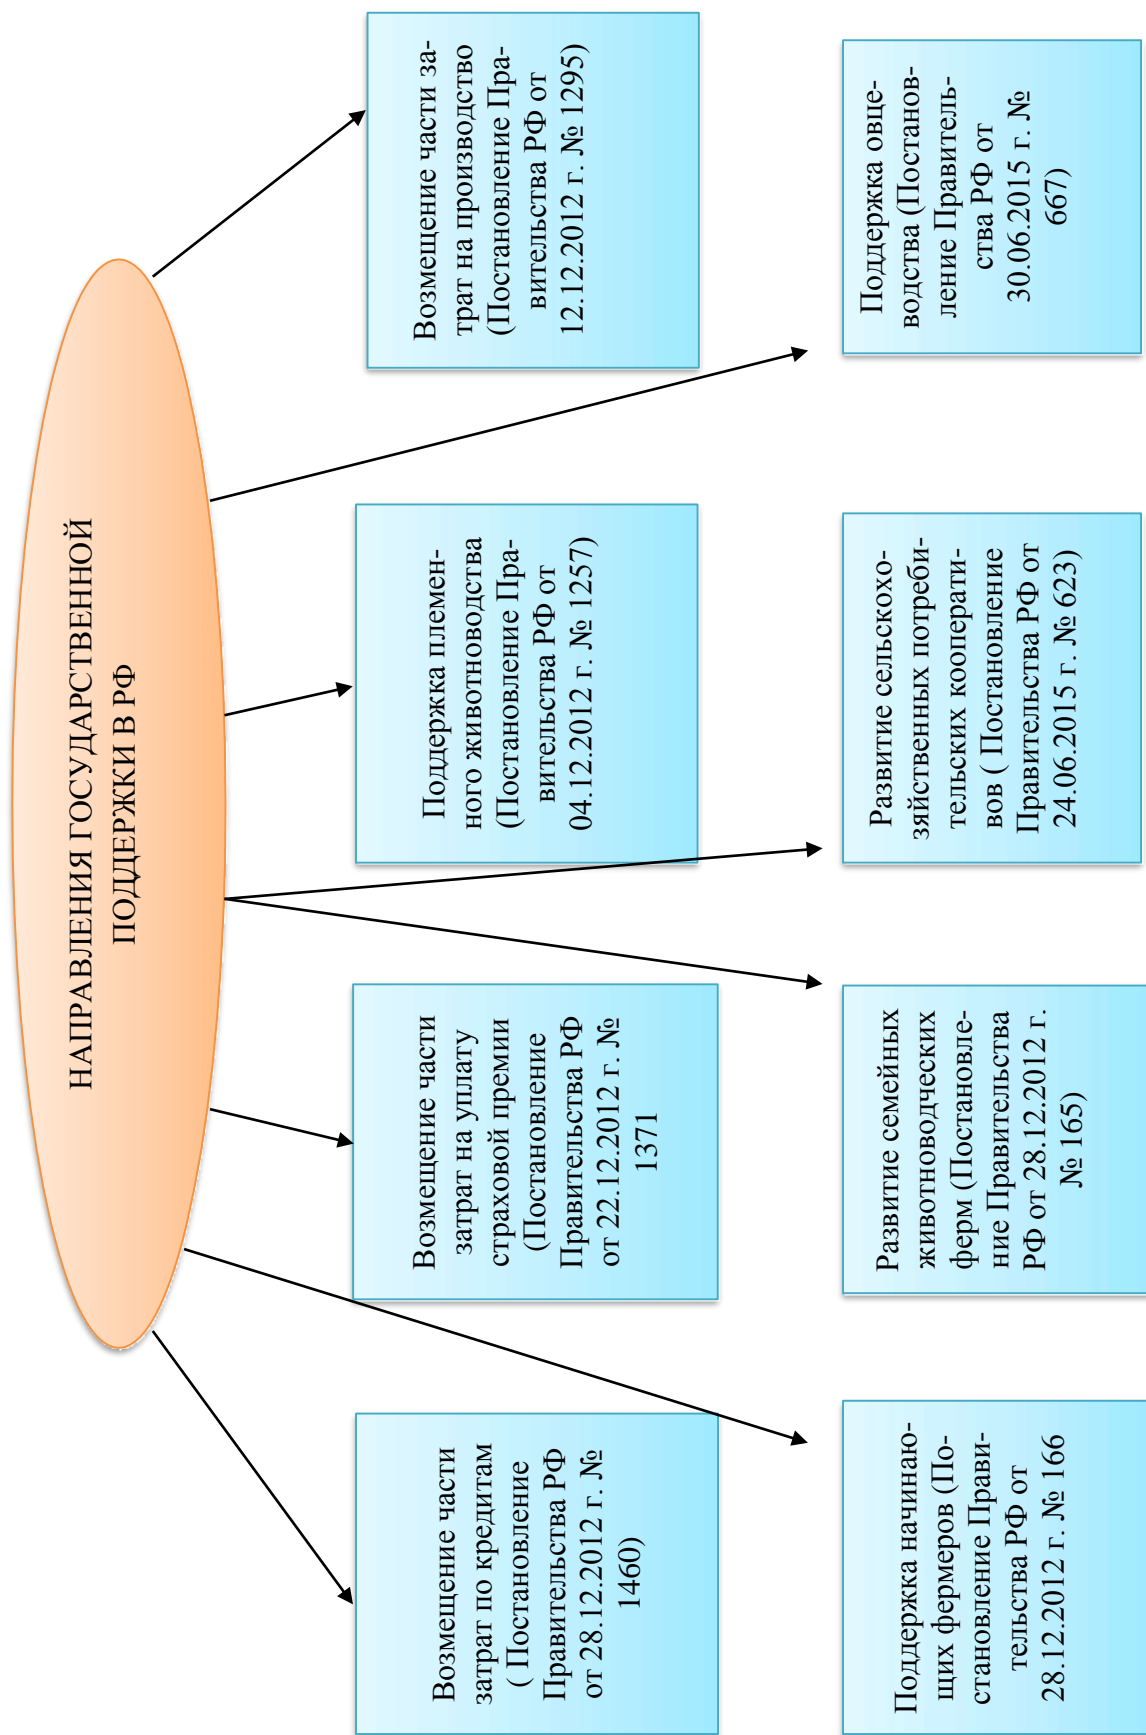 НАПРАВЛЕНИЯ ГОСУДАРСТВЕННОЙ
ПОДДЕРЖКИ В РФ
Возмещение части
затрат по кредитам
( Постановление
Правительства РФ
от 28.12.2012 г. №
1460)
Возмещение части
затрат на уплату
страховой премии
(Постановление
Правительства РФ
от 22.12.2012 г. №
1371
Поддержка племен-
ного животноводства
(Постановление Пра-
вительства РФ от
04.12.2012 г. № 1257)
Возмещение части за-
трат на производство
(Постановление Пра-
вительства РФ от
12.12.2012 г. № 1295)
Поддержка начинаю-
щих фермеров (По-
становление Прави-
тельства РФ от
28.12.2012 г. № 166
Развитие семейных
животноводческих
ферм (Постановле-
ние Правительства
РФ от 28.12.2012 г.
№ 165)
Развитие сельскохо-
зяйственных потреби-
тельских кооперати-
вов ( Постановление
Правительства РФ от
24.06.2015 г. № 623)
Поддержка овце-
водства (Постанов-
ление Правитель-
ства РФ от
30.06.2015 г. №
667)